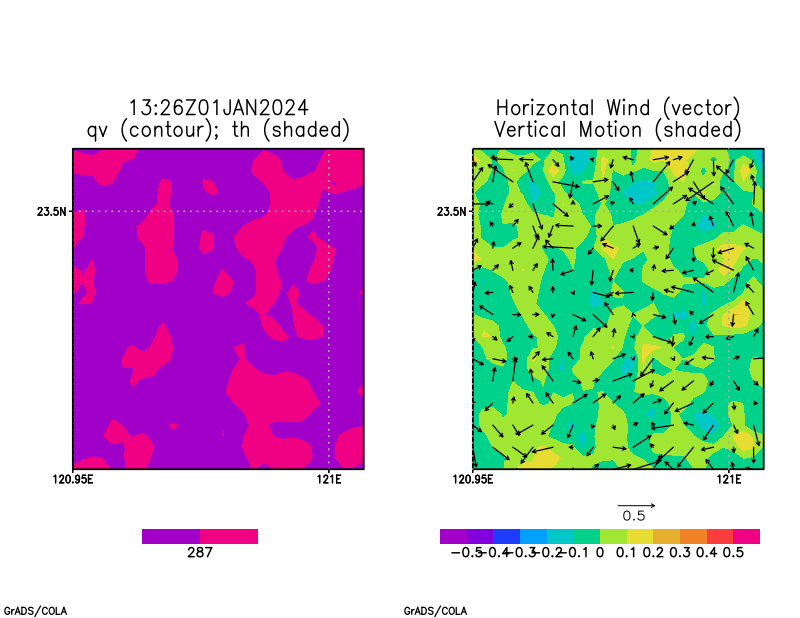 13:26Z01JAN2024
qv (contour); th (shaded)
23.5N
120.95E
121E
287
Horizontal Wind (vector)
Vertical Motion (shaded)
23.5N
120.95E
121E
0.5
-0.5 -0.4 -0.3 -0.2 -0.1 0 0.1 0.2 0.3 0.4 0.5
GrADS/COLA
GrADS/COLA